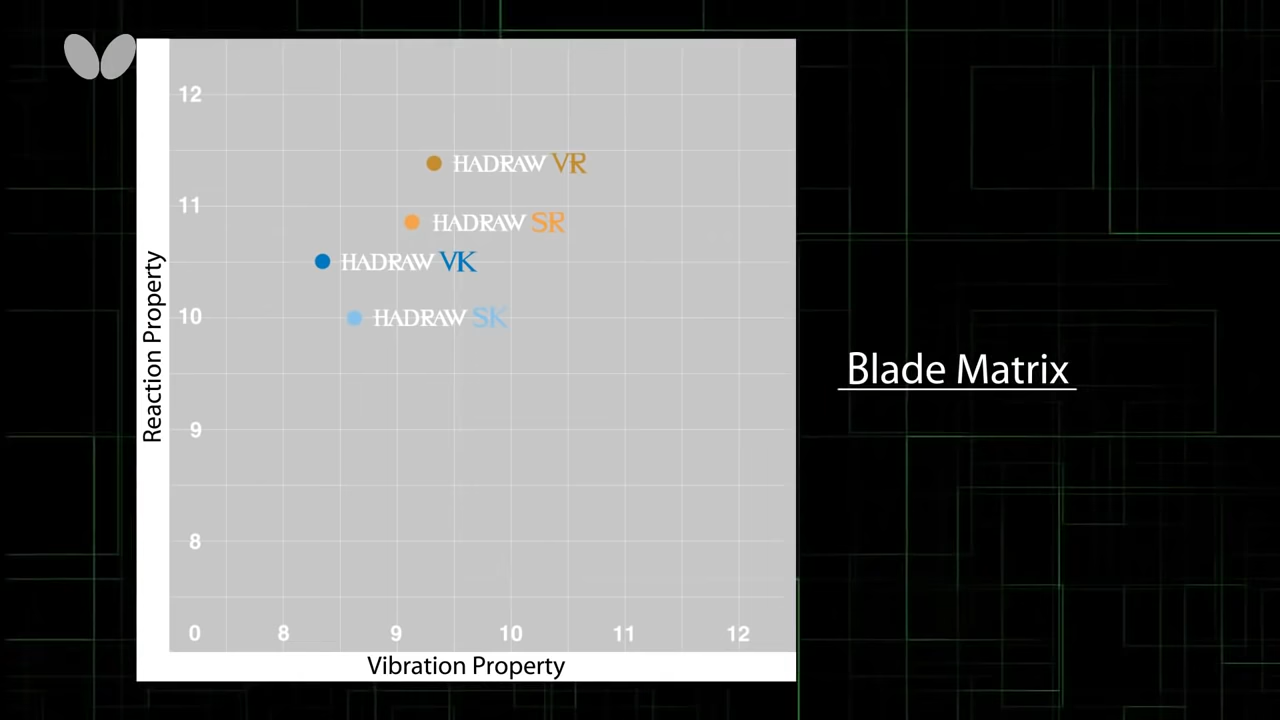 12
HADRAW VR
11
HADRAW SR
HADRAW VK
10
HADRAW SK
9
8
0 8 9 10 11 12
Reaction Property
Vibration Property
Blade Matrix